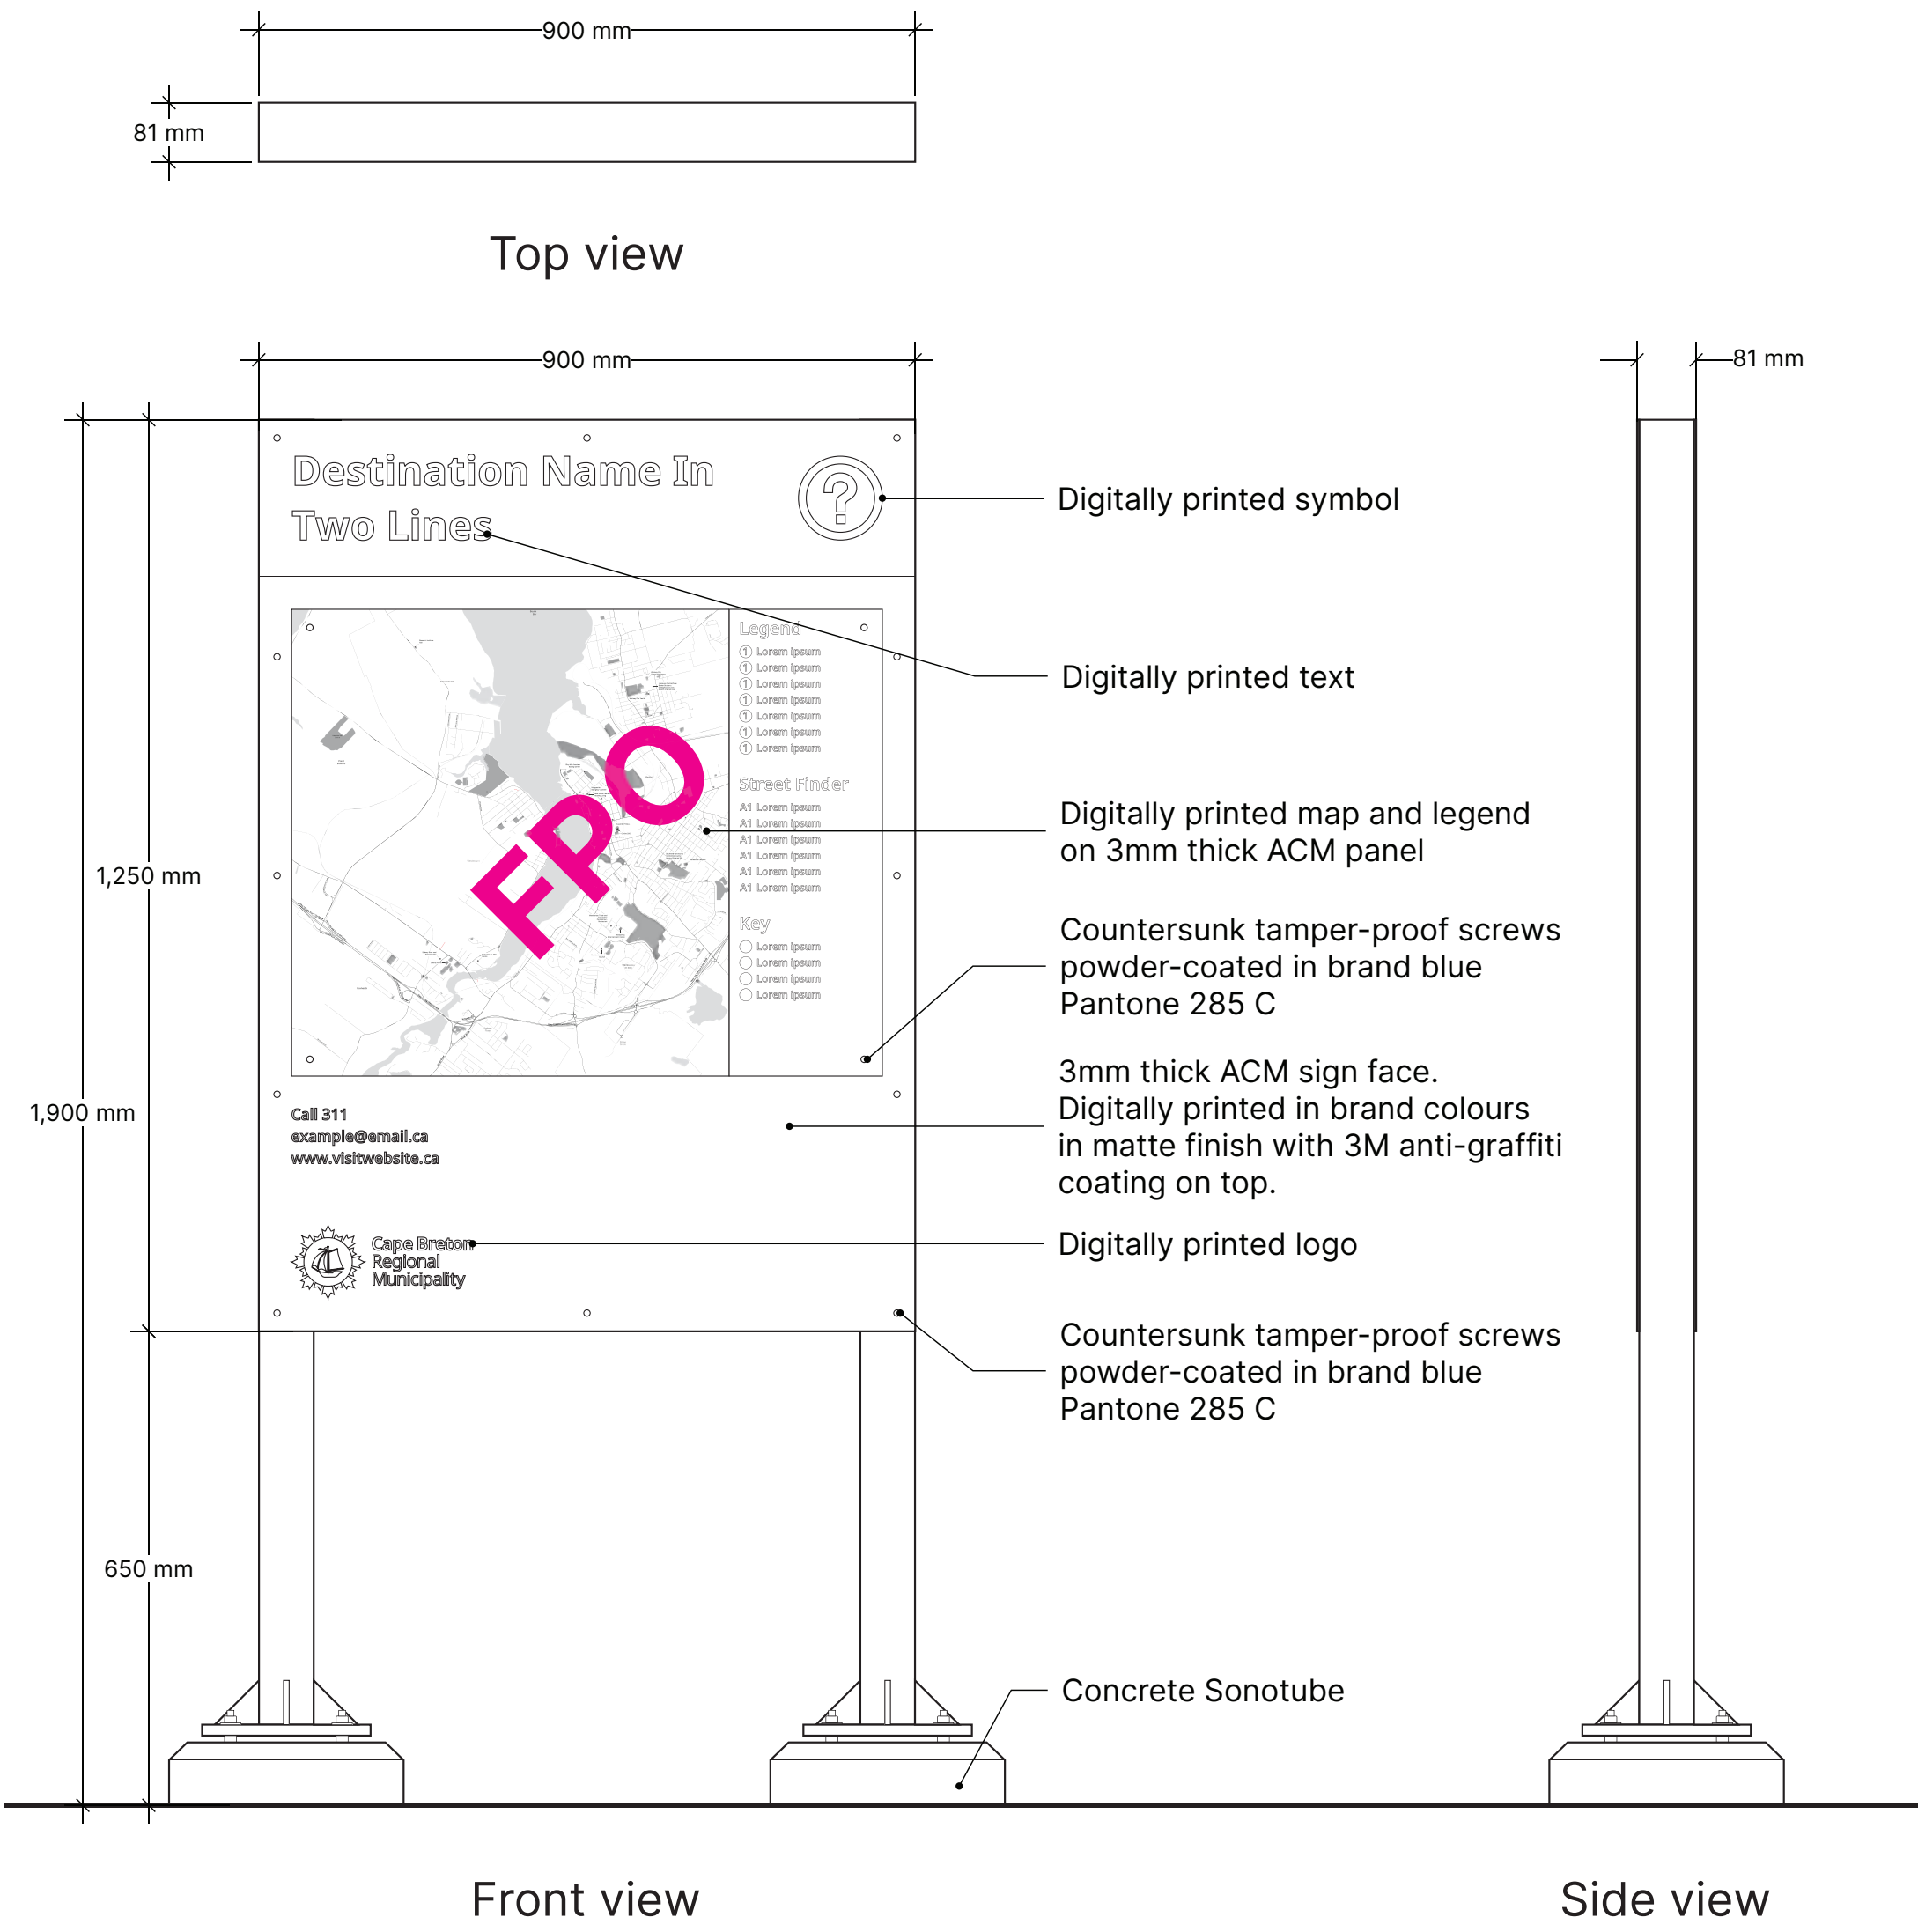 900 mm
81 mm
Top view
900 mm
81 mm
Destination Name In
Two Lines
Digitally printed symbol
Digitally printed text
Legend
1 Lorem Ipsum
1 Lorem Ipsum
1 Lorem Ipsum
1 Lorem Ipsum
1 Lorem Ipsum
1 Lorem Ipsum
1 Lorem Ipsum
Street Finder
A1 Lorem Ipsum
A1 Lorem Ipsum
A1 Lorem Ipsum
A1 Lorem Ipsum
A1 Lorem Ipsum
A1 Lorem Ipsum
Key
Lorem Ipsum
Lorem Ipsum
Lorem Ipsum
Lorem Ipsum
FPO
Digitally printed map and legend
on 3mm thick ACM panel
1,250 mm
Countersunk tamper-proof screws
powder-coated in brand blue
Pantone 285 C
1,900 mm
3mm thick ACM sign face.
Digitally printed in brand colours
in matte finish with 3M anti-graffiti
coating on top.
Call 311
example@email.ca
www.visitwebsite.ca
Cape Breton
Regional
Municipality
Digitally printed logo
Countersunk tamper-proof screws
powder-coated in brand blue
Pantone 285 C
650 mm
Concrete Sonotube
Front view
Side view